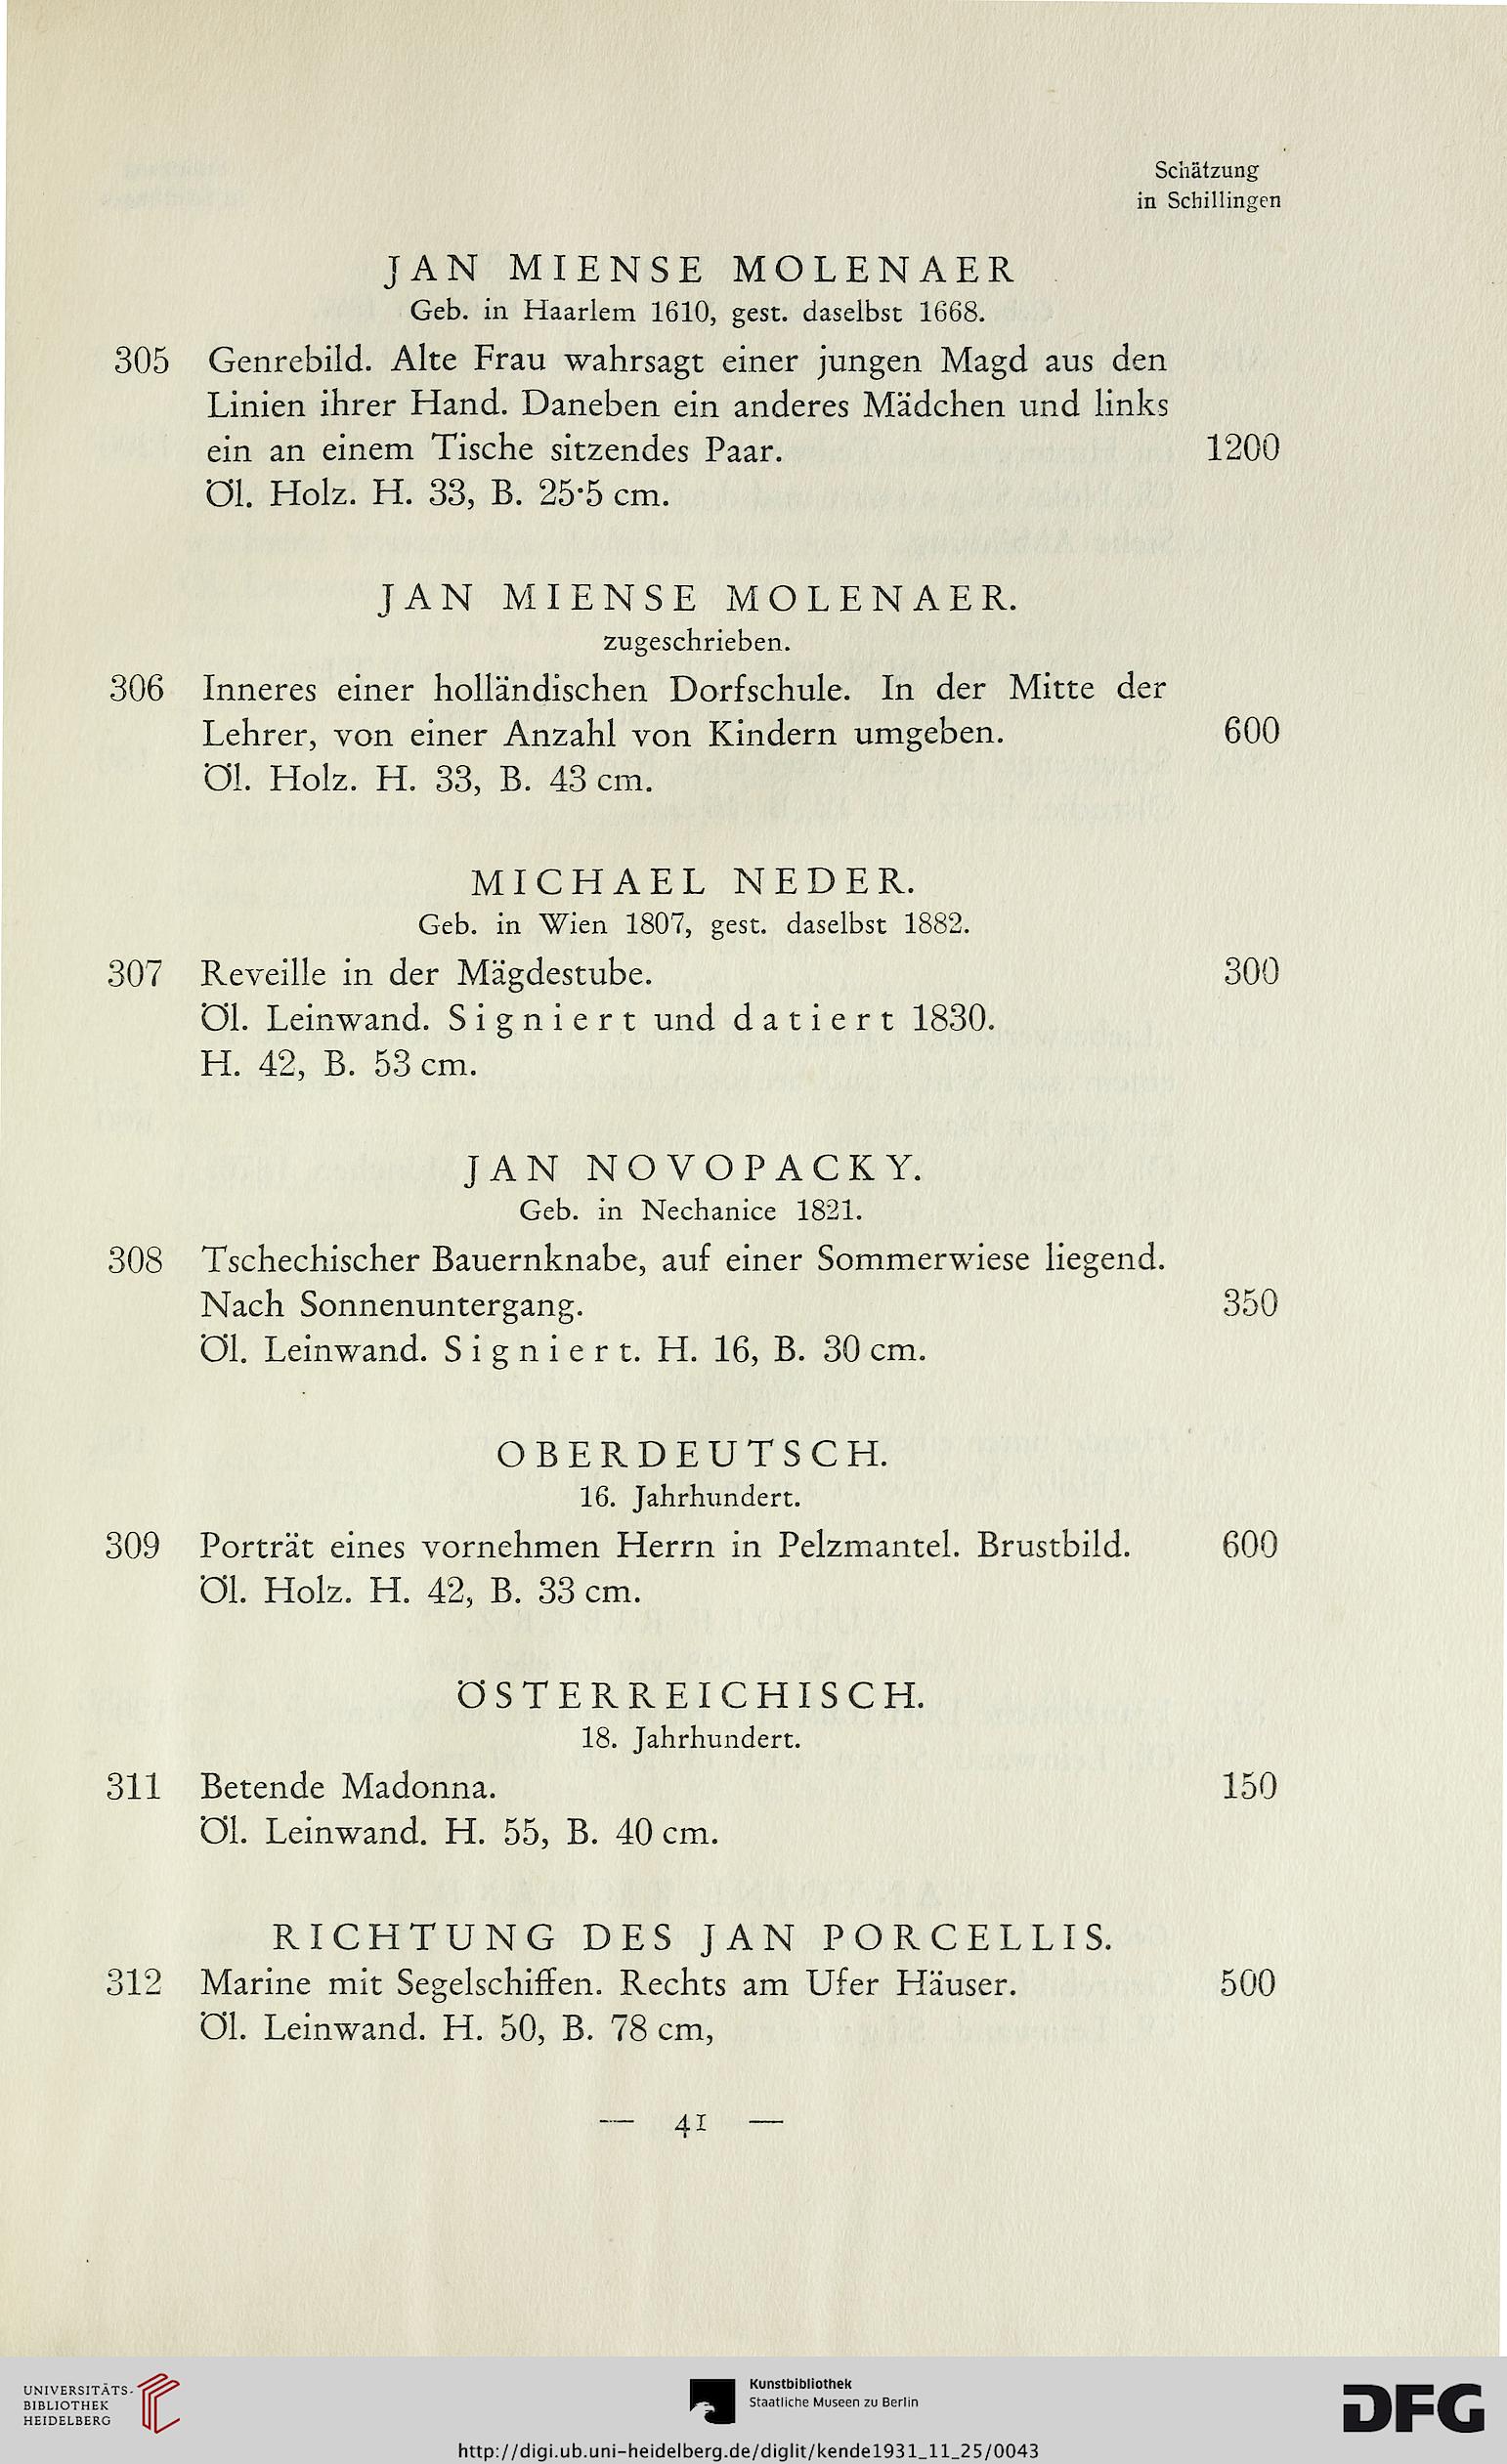 Schätzung
in Schillingen
JAN MIENSE MOLENAER
Geb. in Haarlem 1610, gest. daselbst 1668.
305 Genrebild. Alte Frau wahrsagt einer jungen Magd aus den
Linien ihrer Hand. Daneben ein anderes Mädchen und links
ein an einem Tische sitzendes Paar. 1200
Öl. Holz. H. 33, B. 25·5 cm.
JAN MIENSE MOLENAER.
zugeschrieben.
306 Inneres einer holländischen Dorfschule. In der Mitte der
Lehrer, von einer Anzahl von Kindern umgeben. 600
Öl. Holz. H. 33, B. 43 cm.
MICHAEL NEDER.
Geb. in Wien 1807, gest. daselbst 1882.
307 Reveille in der Mägdestube. 300
Öl. Leinwand. Signiert und datiert 1830.
H. 42, B. 53 cm.
JAN NOVOPACKY.
Geb. in Nechanice 1821.
308 Tschechischer Bauernknabe, auf einer Sommerwiese liegend.
Nach Sonnenuntergang. 350
Öl. Leinwand. Signiert. H. 16, B. 30 cm.
OBERDEUTSCH.
16. Jahrhundert.
309 Porträt eines vornehmen Herrn in Pelzmantel. Brustbild. 600
Öl. Holz. H. 42, B. 33 cm.
ÖSTERREICHISCH.
18. Jahrhundert.
311 Betende Madonna. 150
Öl. Leinwand. H. 55, B. 40 cm.
RICHTUNG DES JAN PORCELLIS.
312 Marine mit Segelschiffen. Rechts am Ufer Häuser. 500
Öl. Leinwand. H. 50, B. 78 cm,
— 41 —
UNIVERSITÄTS-
BIBLIOTHEK
HEIDELBERG
Kunstbibliothek
Staatliche Museen zu Berlin
DFG
http://digi.ub.uni-heidelberg.de/diglit/kende1931_11_25/0043